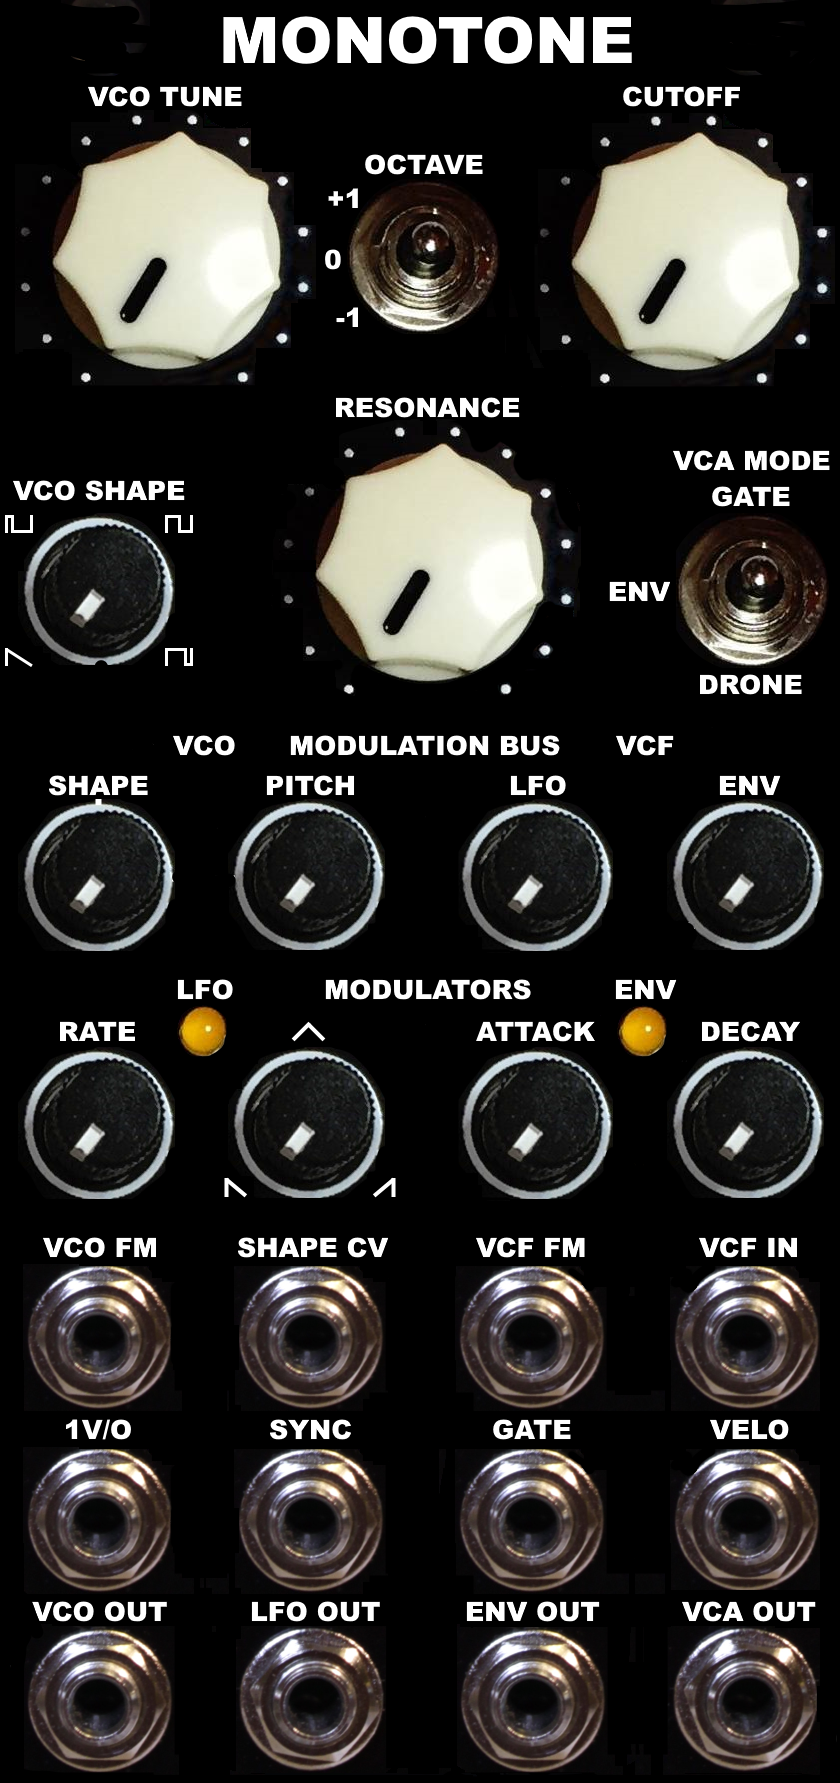 MONOTONE
VCO TUNE
CUTOFF
OCTAVE
+1
0
-1
RESONANCE
VCO SHAPE
VCA MODE
GATE
ENV
DRONE
VCO MODULATION BUS VCF
SHAPE PITCH LFO ENV
LFO MODULATORS ENV
RATE ATTACK DECAY
VCO FM SHAPE CV VCF FM VCF IN
1V/O SYNC GATE VELO
VCO OUT LFO OUT ENV OUT VCA OUT